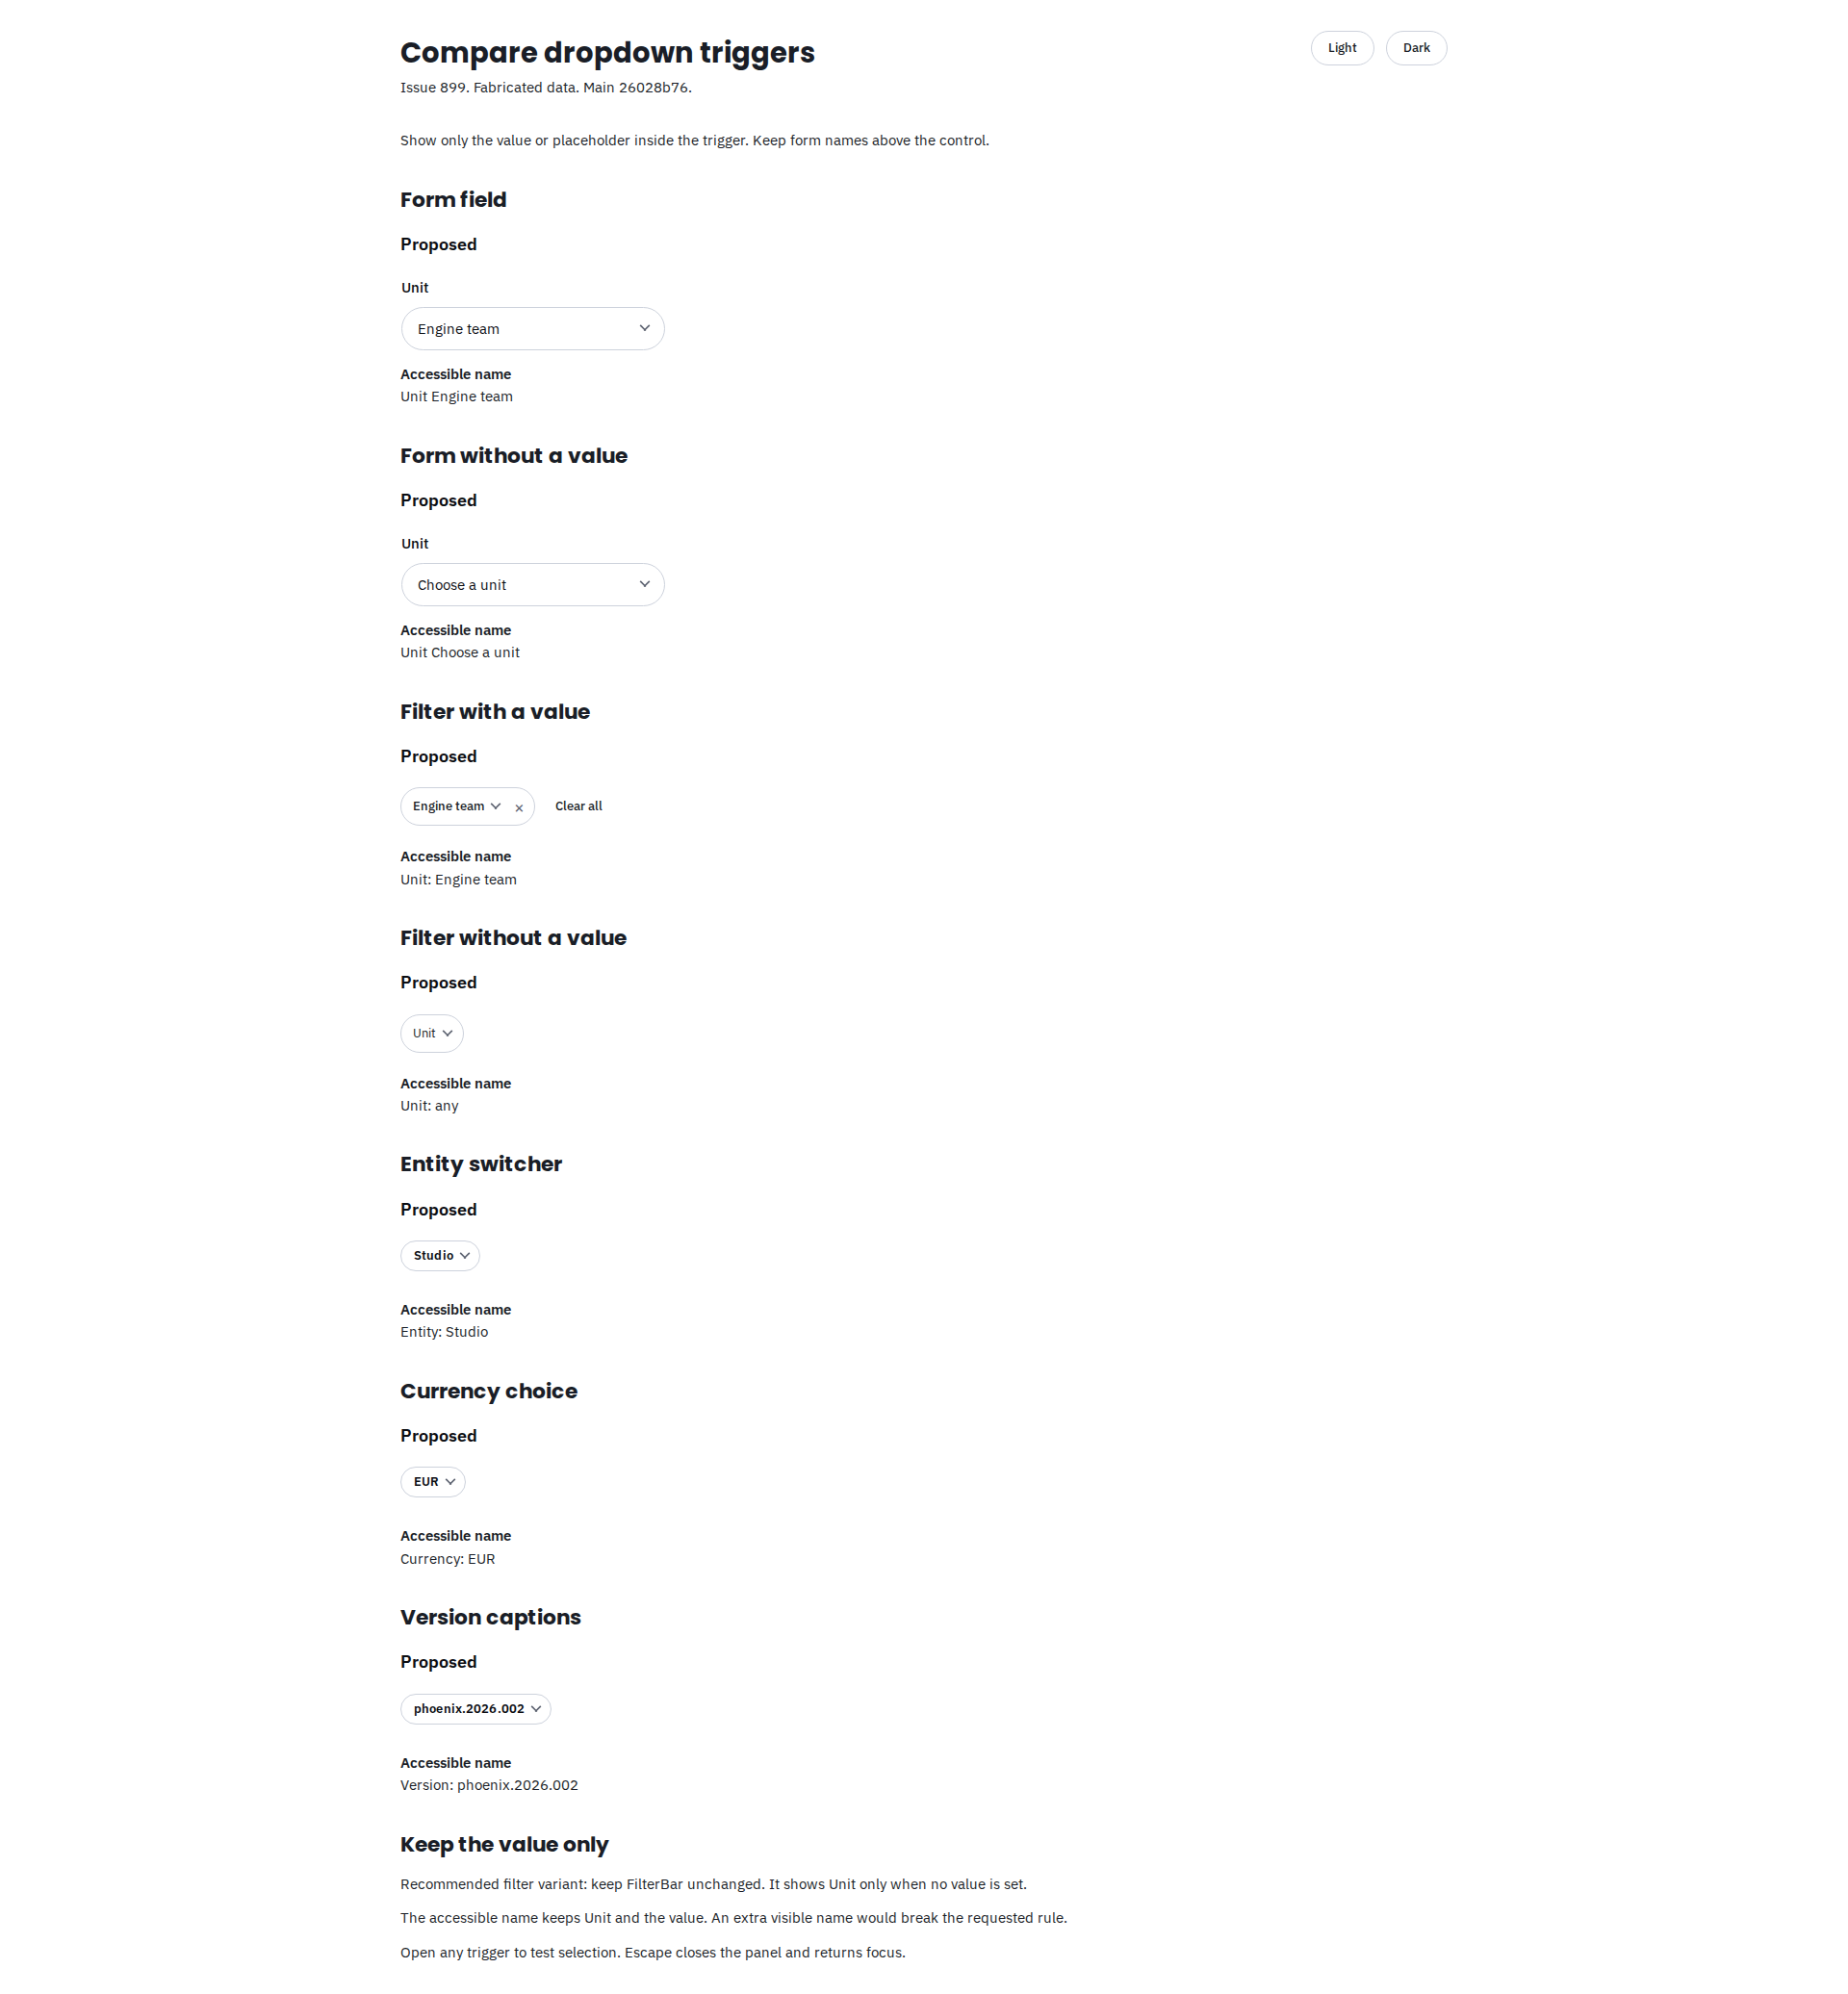 Compare dropdown triggers
Light
Dark
Issue 899. Fabricated data. Main 26028b76.
Show only the value or placeholder inside the trigger. Keep form names above the control.
Form field
Proposed
Unit
Engine team
Accessible name
Unit Engine team
Form without a value
Proposed
Unit
Choose a unit
Accessible name
Unit Choose a unit
Filter with a value
Proposed
Engine team × Clear all
Accessible name
Unit: Engine team
Filter without a value
Proposed
Unit
Accessible name
Unit: any
Entity switcher
Proposed
Studio
Accessible name
Entity: Studio
Currency choice
Proposed
EUR
Accessible name
Currency: EUR
Version captions
Proposed
phoenix.2026.002
Accessible name
Version: phoenix.2026.002
Keep the value only
Recommended filter variant: keep FilterBar unchanged. It shows Unit only when no value is set.
The accessible name keeps Unit and the value. An extra visible name would break the requested rule.
Open any trigger to test selection. Escape closes the panel and returns focus.